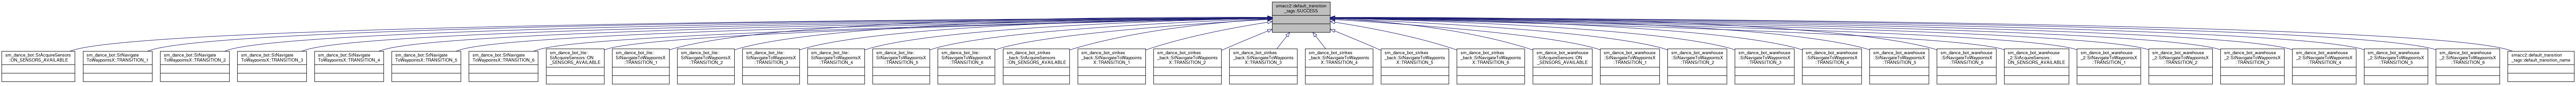 smacc2::default_transition
_tags::SUCCESS
sm_dance_bot::StAcquireSensors
::ON_SENSORS_AVAILABLE
sm_dance_bot::StNavigate
ToWaypointsX::TRANSITION_1
sm_dance_bot::StNavigate
ToWaypointsX::TRANSITION_2
sm_dance_bot::StNavigate
ToWaypointsX::TRANSITION_3
sm_dance_bot::StNavigate
ToWaypointsX::TRANSITION_4
sm_dance_bot::StNavigate
ToWaypointsX::TRANSITION_5
sm_dance_bot::StNavigate
ToWaypointsX::TRANSITION_6
sm_dance_bot_lite::
StAcquireSensors::ON
_SENSORS_AVAILABLE
sm_dance_bot_lite::
StNavigateToWaypointsX
::TRANSITION_1
sm_dance_bot_lite::
StNavigateToWaypointsX
::TRANSITION_2
sm_dance_bot_lite::
StNavigateToWaypointsX
::TRANSITION_3
sm_dance_bot_lite::
StNavigateToWaypointsX
::TRANSITION_4
sm_dance_bot_lite::
StNavigateToWaypointsX
::TRANSITION_5
sm_dance_bot_lite::
StNavigateToWaypointsX
::TRANSITION_6
sm_dance_bot_strikes
_back::StAcquireSensors
::ON_SENSORS_AVAILABLE
sm_dance_bot_strikes
_back::StNavigateToWaypoints
X::TRANSITION_1
sm_dance_bot_strikes
_back::StNavigateToWaypoints
X::TRANSITION_2
sm_dance_bot_strikes
_back::StNavigateToWaypoints
X::TRANSITION_3
sm_dance_bot_strikes
_back::StNavigateToWaypoints
X::TRANSITION_4
sm_dance_bot_strikes
_back::StNavigateToWaypoints
X::TRANSITION_5
sm_dance_bot_strikes
_back::StNavigateToWaypoints
X::TRANSITION_6
sm_dance_bot_warehouse
::StAcquireSensors::ON
_SENSORS_AVAILABLE
sm_dance_bot_warehouse
::StNavigateToWaypointsX
::TRANSITION_1
sm_dance_bot_warehouse
::StNavigateToWaypointsX
::TRANSITION_2
sm_dance_bot_warehouse
::StNavigateToWaypointsX
::TRANSITION_3
sm_dance_bot_warehouse
::StNavigateToWaypointsX
::TRANSITION_4
sm_dance_bot_warehouse
::StNavigateToWaypointsX
::TRANSITION_5
sm_dance_bot_warehouse
::StNavigateToWaypointsX
::TRANSITION_6
sm_dance_bot_warehouse
_2::StAcquireSensors::
ON_SENSORS_AVAILABLE
sm_dance_bot_warehouse
_2::StNavigateToWaypointsX
::TRANSITION_1
sm_dance_bot_warehouse
_2::StNavigateToWaypointsX
::TRANSITION_2
sm_dance_bot_warehouse
_2::StNavigateToWaypointsX
::TRANSITION_3
sm_dance_bot_warehouse
_2::StNavigateToWaypointsX
::TRANSITION_4
sm_dance_bot_warehouse
_2::StNavigateToWaypointsX
::TRANSITION_5
sm_dance_bot_warehouse
_2::StNavigateToWaypointsX
::TRANSITION_6
smacc2::default_transition
_tags::default_transition_name